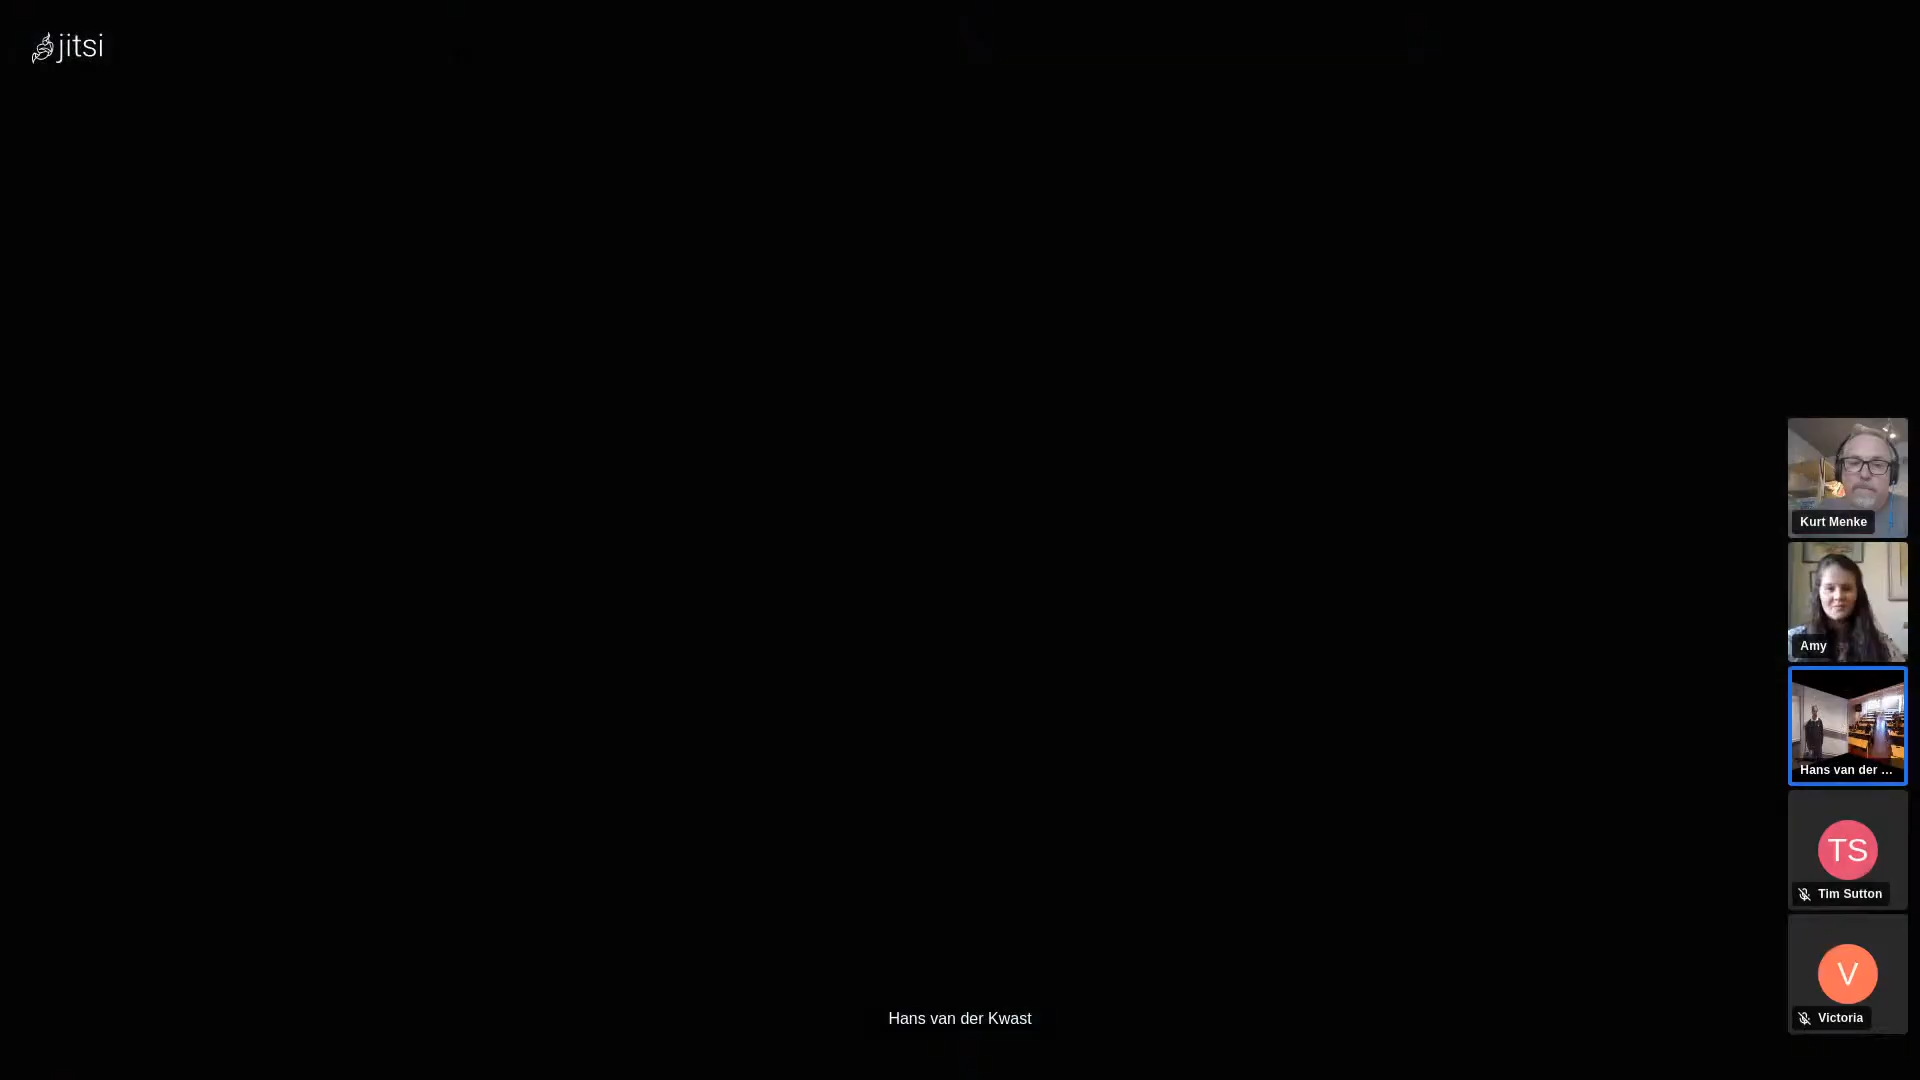 jitsi
Kurt Menke
Amy
Hans van der ...
TS
Tim Sutton
V
Victoria
Hans van der Kwast